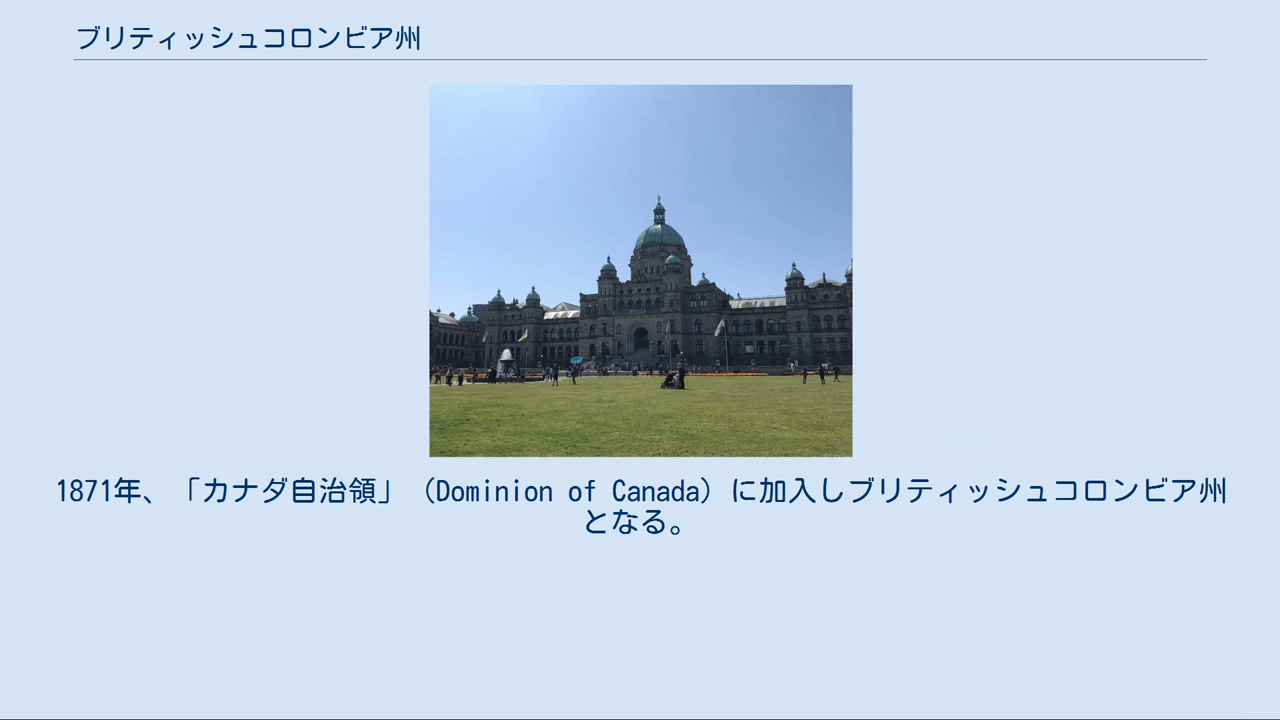 ブリティッシュコロンビア州
1871年、「カナダ自治領」（Dominion of Canada）に加入しブリティッシュコロンビア州
となる。